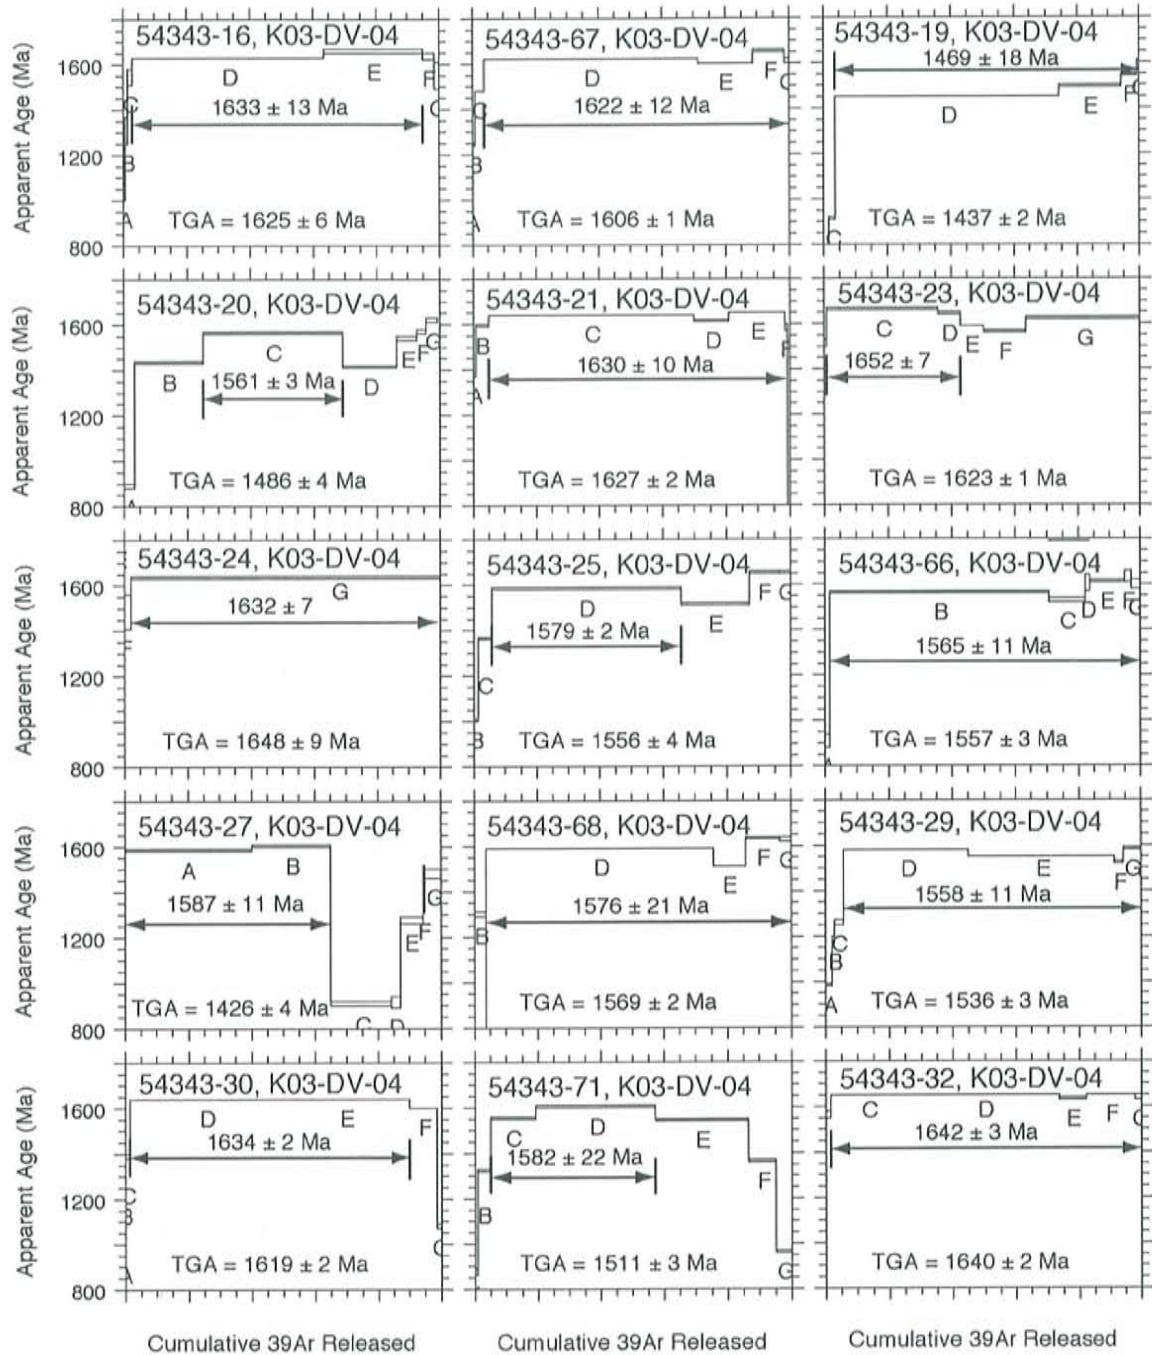 54343-16, K03-DV-04
Apparent Age (Ma)
1600
1200
800
D
E
F
C
1633 ± 13 Ma
B
A
TGA = 1625 ± 6 Ma
54343-67, K03-DV-04
D
E
F
C
1622 ± 12 Ma
B
A
TGA = 1606 ± 1 Ma
54343-19, K03-DV-04
1469 ± 18 Ma
D
E
F
C
TGA = 1437 ± 2 Ma
54343-20, K03-DV-04
Apparent Age (Ma)
1600
1200
800
B
C
D
E
F
G
1561 ± 3 Ma
A
TGA = 1486 ± 4 Ma
54343-21, K03-DV-04
B
C
D
E
F
1630 ± 10 Ma
A
TGA = 1627 ± 2 Ma
54343-23, K03-DV-04
C
D
E
F
G
1652 ± 7
TGA = 1623 ± 1 Ma
54343-24, K03-DV-04
Apparent Age (Ma)
1600
1200
800
G
1632 ± 7
F
TGA = 1648 ± 9 Ma
54343-25, K03-DV-04
D
E
F
G
1579 ± 2 Ma
C
B
TGA = 1556 ± 4 Ma
54343-66, K03-DV-04
B
C
D
E
F
G
1565 ± 11 Ma
A
TGA = 1557 ± 3 Ma
54343-27, K03-DV-04
Apparent Age (Ma)
1600
1200
800
A
B
1587 ± 11 Ma
C
D
E
F
G
TGA = 1426 ± 4 Ma
54343-68, K03-DV-04
D
E
F
G
1576 ± 21 Ma
B
TGA = 1569 ± 2 Ma
54343-29, K03-DV-04
D
E
F
G
1558 ± 11 Ma
C
B
A
TGA = 1536 ± 3 Ma
54343-30, K03-DV-04
Apparent Age (Ma)
1600
1200
800
D
E
F
1634 ± 2 Ma
C
B
A
TGA = 1619 ± 2 Ma
54343-71, K03-DV-04
C
D
E
F
G
1582 ± 22 Ma
B
TGA = 1511 ± 3 Ma
54343-32, K03-DV-04
C
D
E
F
1642 ± 3 Ma
TGA = 1640 ± 2 Ma
Cumulative 39Ar Released
Cumulative 39Ar Released
Cumulative 39Ar Released